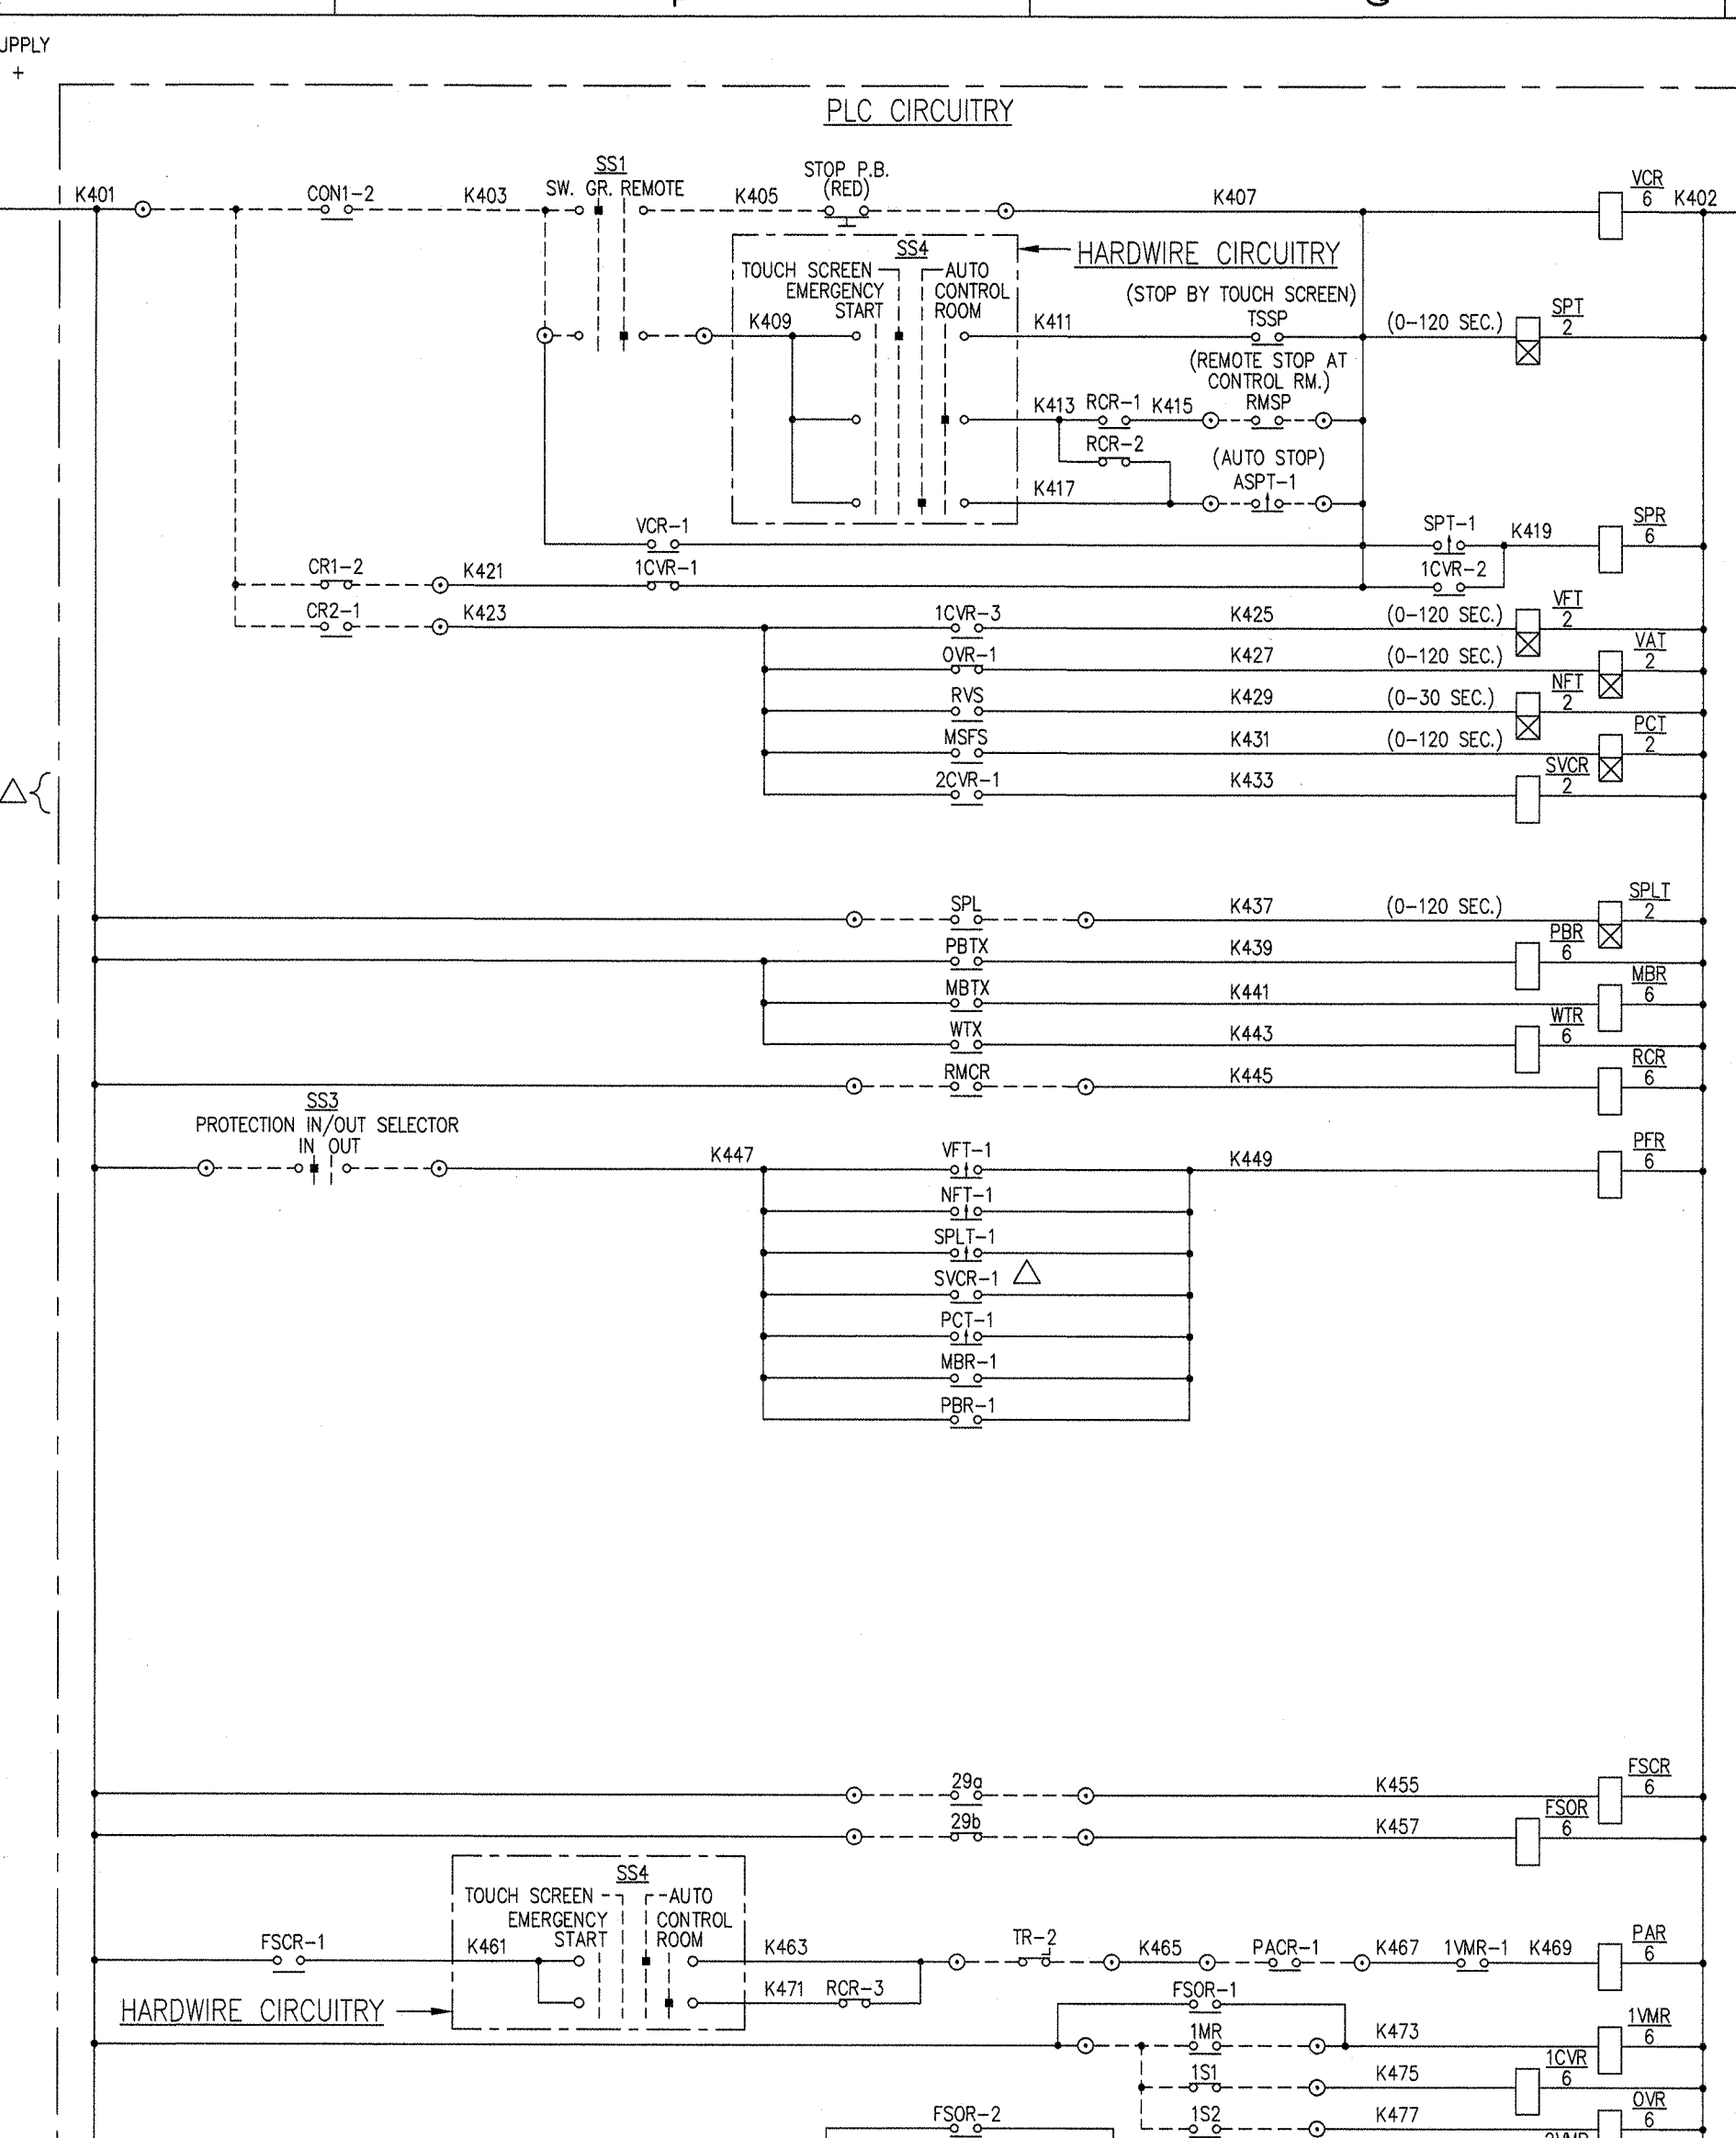 UPPLY
+
PLC CIRCUITRY
K401
CON1-2
K403
SS1
SW. GR. REMOTE
K405
STOP P.B.
(RED)
K407
VCR
6
K402
SS4
HARDWIRE CIRCUITRY
TOUCH SCREEN
AUTO
EMERGENCY
CONTROL
START
ROOM
(STOP BY TOUCH SCREEN)
K409
K411
TSSP
(0-120 SEC.)
SPT
2
(REMOTE STOP AT
CONTROL RM.)
K413
RCR-1
K415
RMSP
RCR-2
(AUTO STOP)
K417
ASPT-1
VCR-1
SPT-1
K419
SPR
6
CR1-2
K421
1CVR-1
1CVR-2
CR2-1
K423
1CVR-3
K425
(0-120 SEC.)
VFT
2
OVR-1
K427
(0-120 SEC.)
VAT
2
RVS
K429
(0-30 SEC.)
NFT
2
MSFS
K431
(0-120 SEC.)
PCT
2
2CVR-1
K433
SVCR
2
SPL
K437
(0-120 SEC.)
SPLT
2
PBTX
K439
PBR
6
MBTX
K441
MBR
6
WTX
K443
WTR
6
RMCR
K445
RCR
6
SS3
PROTECTION IN/OUT SELECTOR
IN OUT
K447
VFT-1
K449
PFR
6
NFT-1
SPLT-1
SVCR-1
PCT-1
MBR-1
PBR-1
29a
K455
FSCR
6
29b
K457
FSOR
6
SS4
TOUCH SCREEN
AUTO
EMERGENCY
CONTROL
START
ROOM
FSCR-1
K461
K463
TR-2
K465
PACR-1
K467
1VMR-1
K469
PAR
6
K471
RCR-3
HARDWIRE CIRCUITRY
FSOR-1
1MR
K473
1VMR
6
1S1
K475
1CVR
6
FSOR-2
1S2
K477
OVR
6